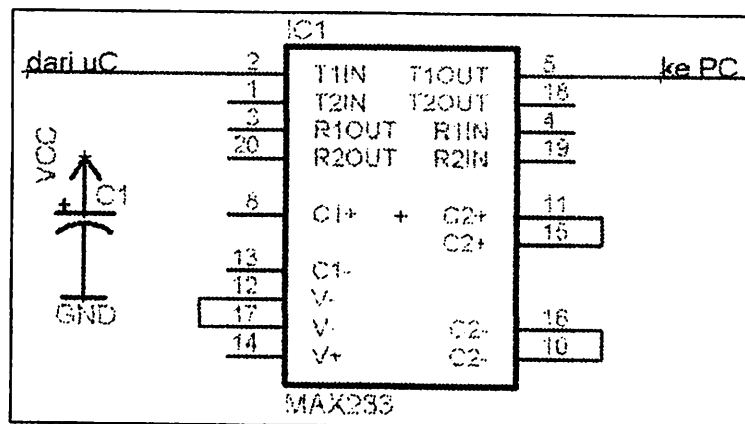 IC1
dari uC 2 T1IN T1OUT 5 ke PC
1 T2IN T2OUT 18
3 R1OUT R1IN 4
20 R2OUT R2IN 19
VCC
+ C1
8 C1+ + C2+ 11
C2+ 15
13 C1-
12 V-
17 V- C2- 16
14 V+ C2- 10
GND
MAX233